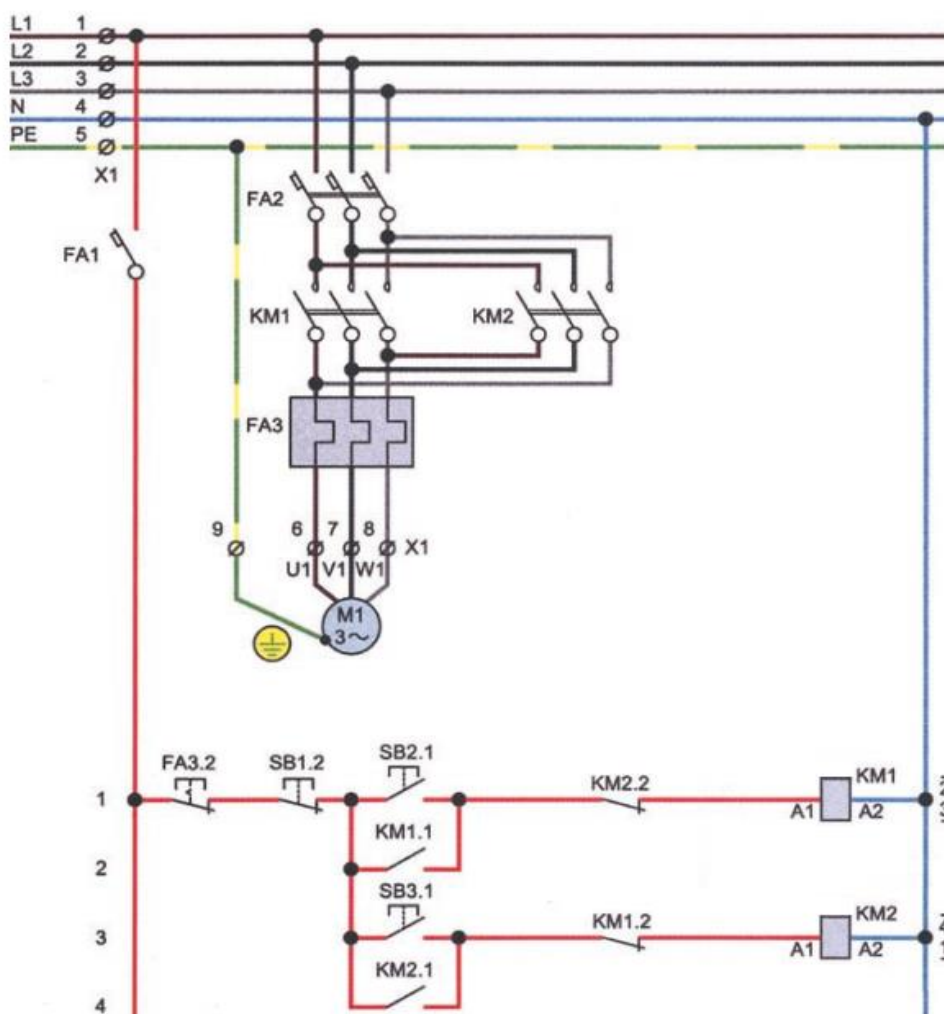 L1 1
L2 2
L3 3
N 4
PE 5
X1
FA2
FA1
KM1
KM2
FA3
9
6 7 8
X1
U1 V1 W1
M1
3~
FA3.2
SB1.2
SB2.1
KM2.2
KM1
1
A1 A2
KM1.1
2
SB3.1
KM1.2
KM2
3
A1 A2
KM2.1
4